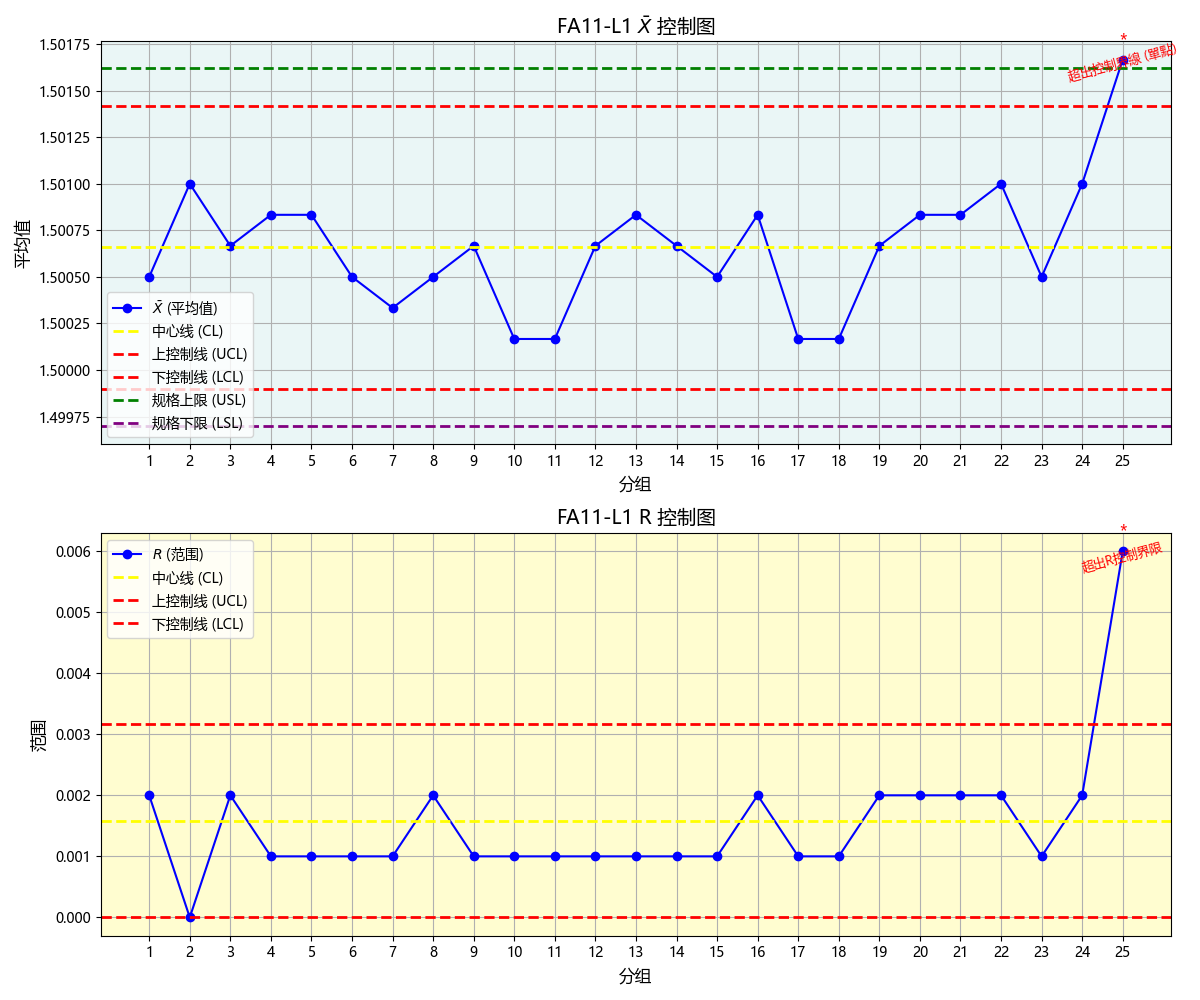 FA11-L1 X̄ 控制图
*
1.50175
1.50150
1.50125
1.50100
1.50075
1.50050
1.50025
1.50000
1.49975
平均值
超出控制界線 (單點)
X̄ (平均值)
中心线 (CL)
上控制线 (UCL)
下控制线 (LCL)
规格上限 (USL)
规格下限 (LSL)
1 2 3 4 5 6 7 8 9 10 11 12 13 14 15 16 17 18 19 20 21 22 23 24 25
分组
FA11-L1 R 控制图
*
0.006
0.005
0.004
0.003
0.002
0.001
0.000
范围
超出R控制界限
R (范围)
中心线 (CL)
上控制线 (UCL)
下控制线 (LCL)
1 2 3 4 5 6 7 8 9 10 11 12 13 14 15 16 17 18 19 20 21 22 23 24 25
分组